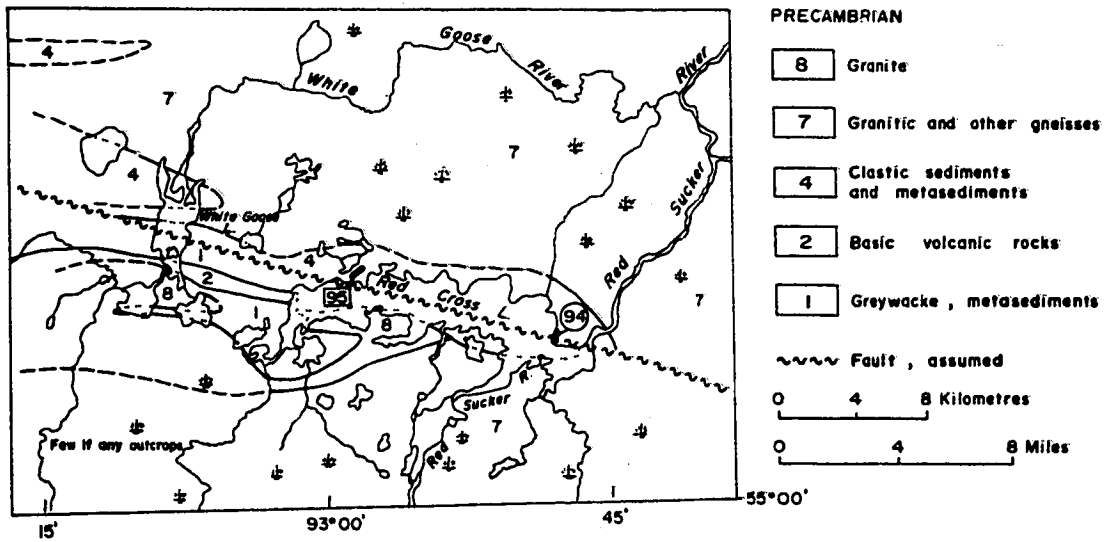 PRECAMBRIAN
8 Granite
7 Granitic and other gneisses
4 Clastic sediments
and metasediments
2 Basic volcanic rocks
1 Greywacke, metasediments
Fault, assumed
0 4 8 Kilometres
0 4 8 Miles
4
Goose
River
White
River
7
7
4
Sucker
White Goose
L
1
4
2
Red
Red
Cross
95
7
8
1
8
94
2
R.
Sucker
7
Few if any outcrops
Red
55°00'
15'
93°00'
45'